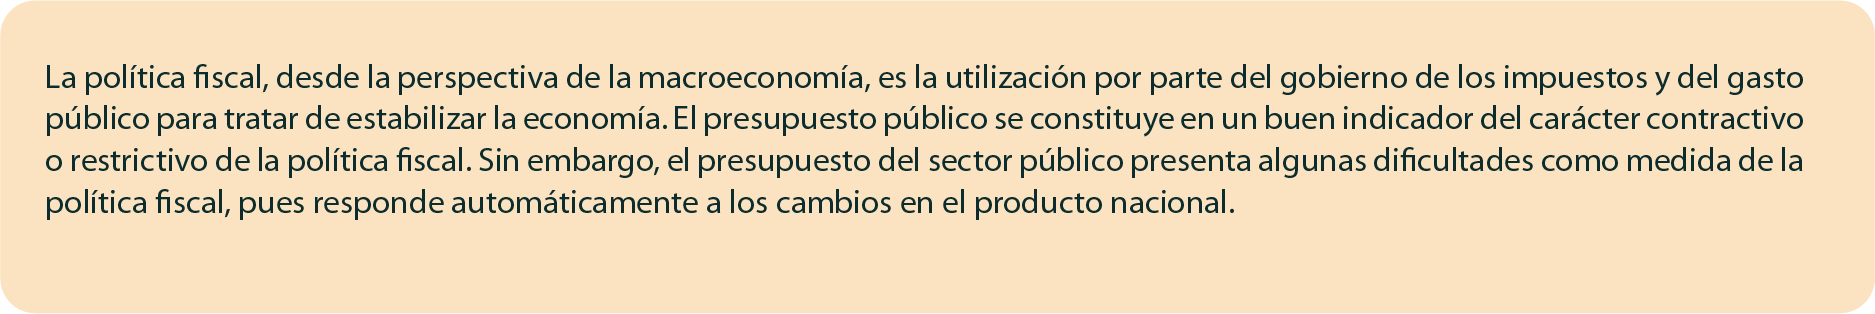 La política fiscal, desde la perspectiva de la macroeconomía, es la utilización por parte del gobierno de los impuestos y del gasto
público para tratar de estabilizar la economía. El presupuesto público se constituye en un buen indicador del carácter contractivo
o restrictivo de la política fiscal. Sin embargo, el presupuesto del sector público presenta algunas dificultades como medida de la
política fiscal, pues responde automáticamente a los cambios en el producto nacional.